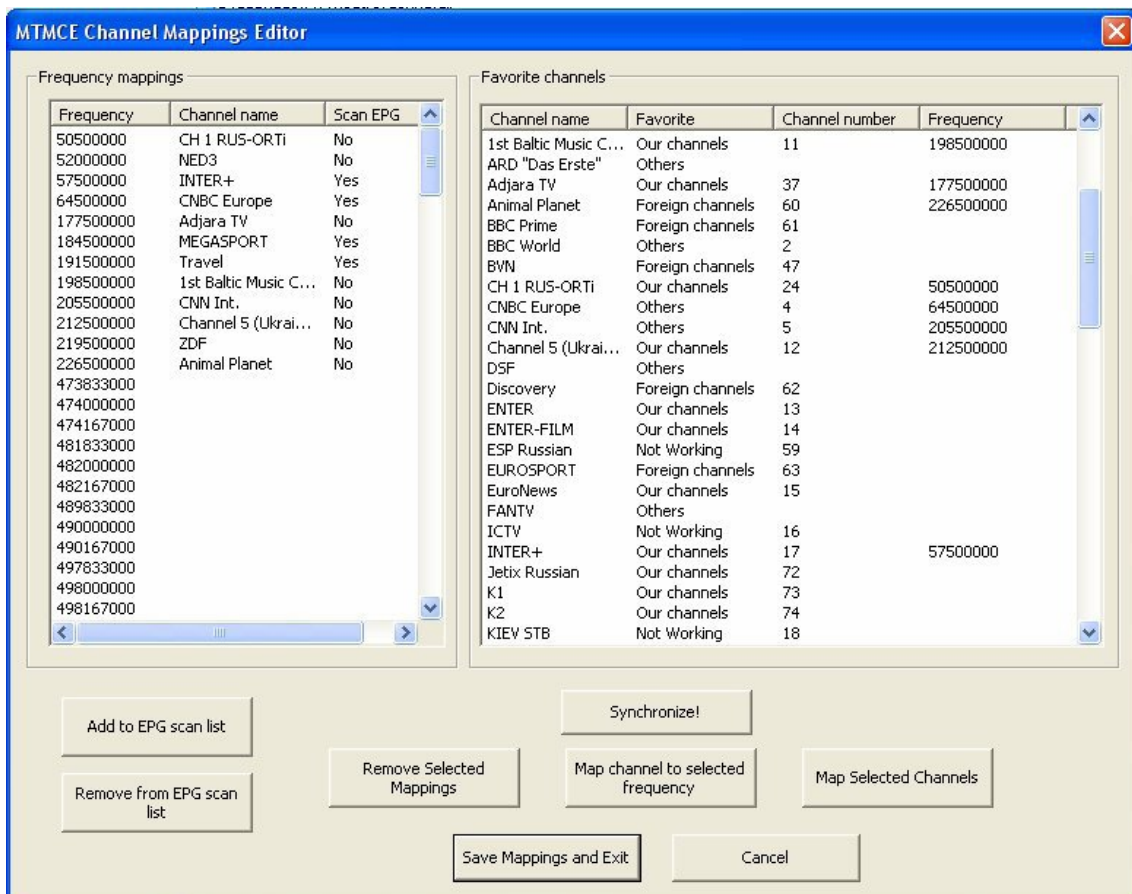 MTMCE Channel Mappings Editor
Frequency mappings
Frequency Channel name Scan EPG
50500000 CH 1 RUS-ORTi No
52000000 NED3 No
57500000 INTER+ Yes
64500000 CNBC Europe Yes
177500000 Adjara TV No
184500000 MEGASPORT Yes
191500000 Travel Yes
198500000 1st Baltic Music C... No
205500000 CNN Int. No
212500000 Channel 5 (Ukrai... No
219500000 ZDF No
226500000 Animal Planet No
473833000
474000000
474167000
481833000
482000000
482167000
489833000
490000000
490167000
497833000
498000000
498167000
Favorite channels
Channel name Favorite Channel number Frequency
1st Baltic Music C... Our channels 11 198500000
ARD "Das Erste" Others
Adjara TV Our channels 37 177500000
Animal Planet Foreign channels 60 226500000
BBC Prime Foreign channels 61
BBC World Others 2
BVN Foreign channels 47
CH 1 RUS-ORTi Our channels 24 50500000
CNBC Europe Others 4 64500000
CNN Int. Others 5 205500000
Channel 5 (Ukrai... Our channels 12 212500000
DSF Others
Discovery Foreign channels 62
ENTER Our channels 13
ENTER-FILM Our channels 14
ESP Russian Not Working 59
EUROSPORT Foreign channels 63
EuroNews Our channels 15
FANTV Others
ICTV Not Working 16
INTER+ Our channels 17 57500000
Jetix Russian Our channels 72
K1 Our channels 73
K2 Our channels 74
KIEV STB Not Working 18
Add to EPG scan list
Remove from EPG scan
list
Synchronize!
Remove Selected
Mappings
Map channel to selected
frequency
Map Selected Channels
Save Mappings and Exit
Cancel